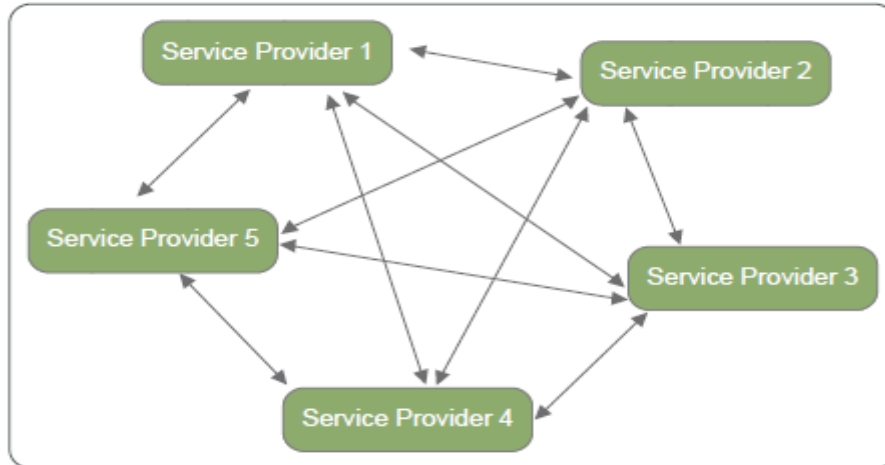 Service Provider 1
Service Provider 2
Service Provider 5
Service Provider 3
Service Provider 4